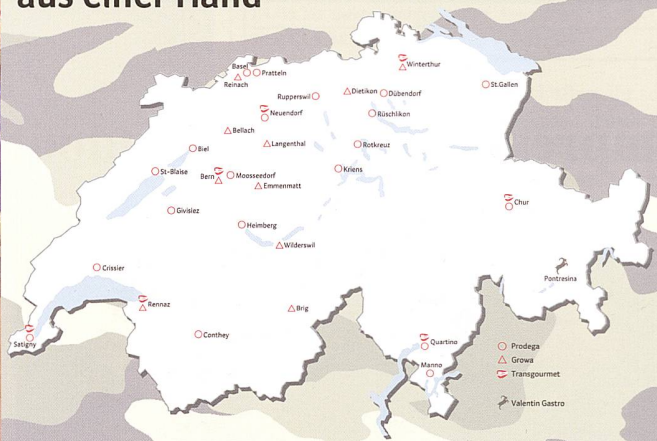 aus einer Hand
Winterthur
Basel
Pratteln
Reinach
St.Gallen
Dietikon
Dübendorf
Rupperswil
Neuendorf
Rüschlikon
Bellach
Langenthal
Rotkreuz
Biel
St-Blaise
Bern
Moosseedorf
Kriens
Emmenmatt
Chur
Givisiez
Heimberg
Wilderswil
Crissier
Pontresina
Rennaz
Brig
Conthey
Satigny
Quartino
Manno
Prodega
Growa
Transgourmet
Valentin Gastro